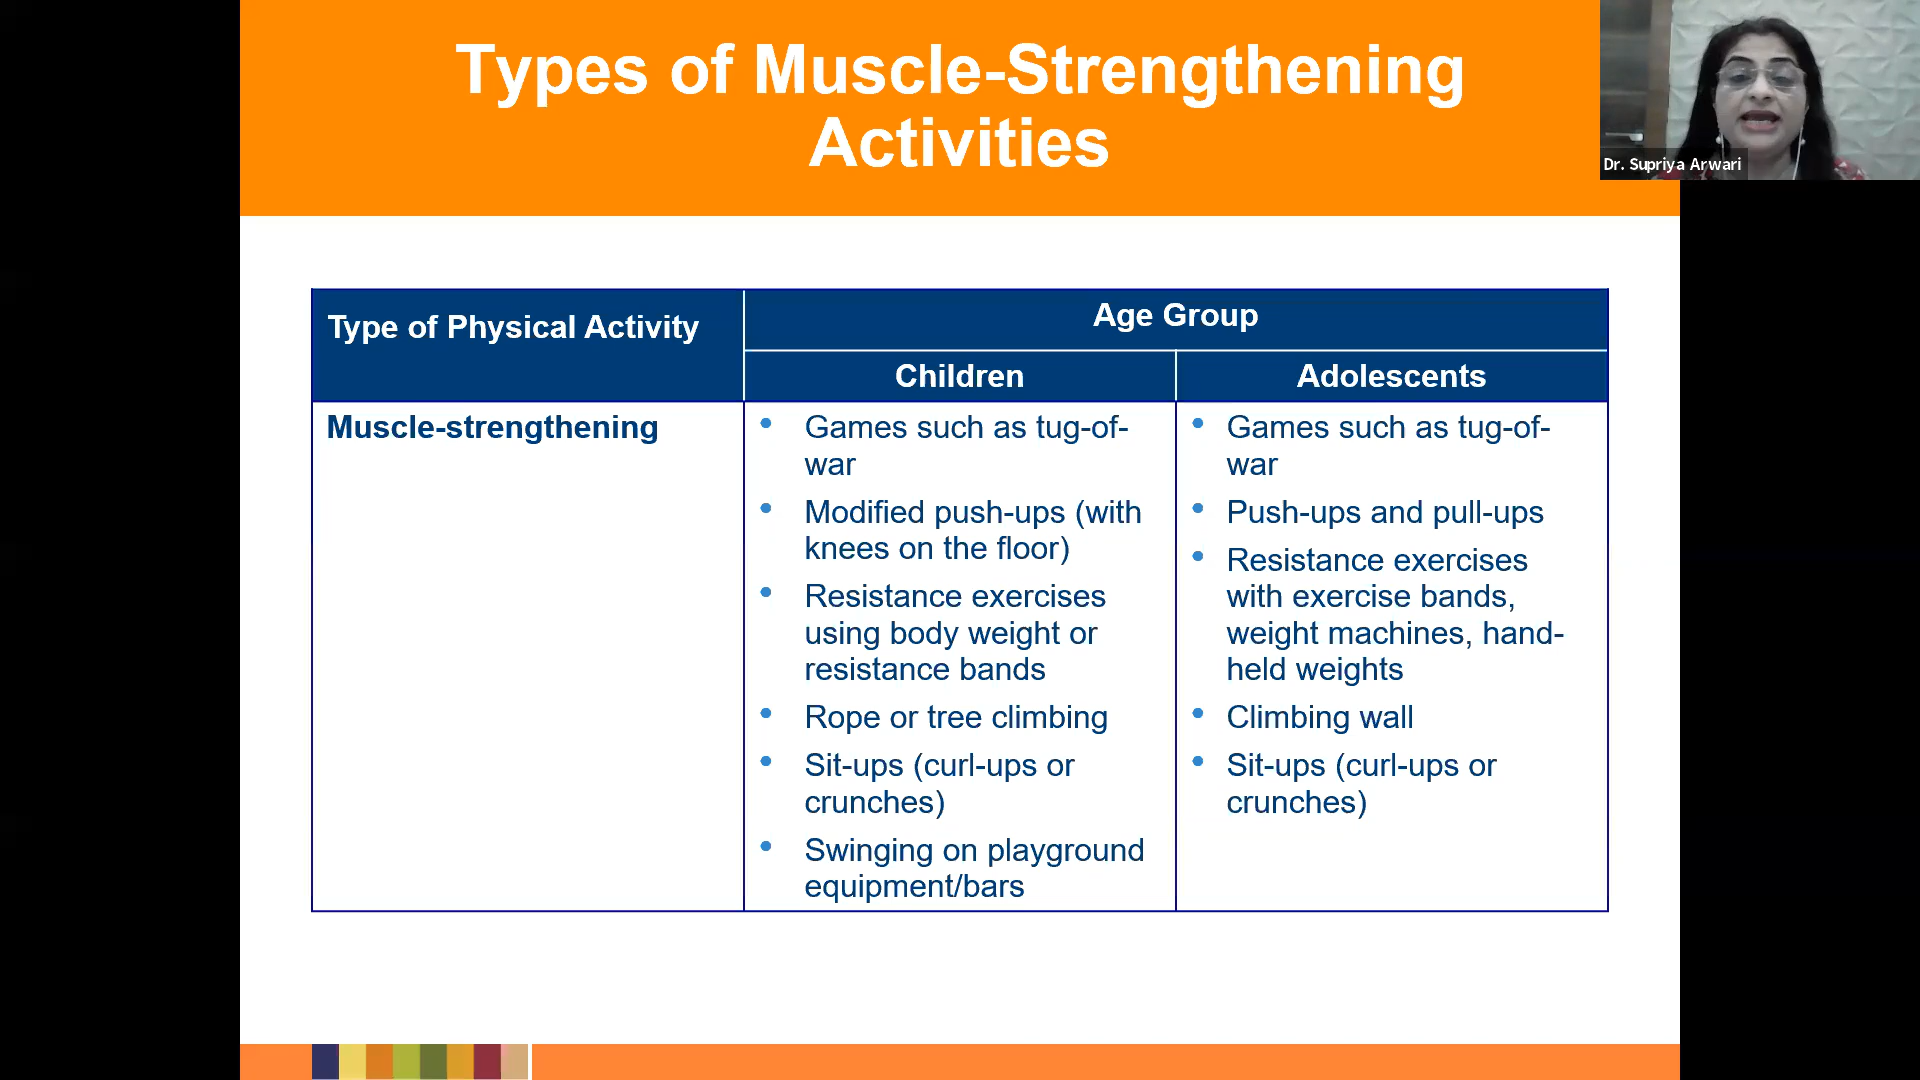 Types of Muscle-Strengthening
Activities
Dr. Supriya Arwari
Type of Physical Activity
Age Group
Children
Adolescents
Muscle-strengthening
• Games such as tug-of-
war
• Modified push-ups (with
knees on the floor)
• Resistance exercises
using body weight or
resistance bands
• Rope or tree climbing
• Sit-ups (curl-ups or
crunches)
• Swinging on playground
equipment/bars
• Games such as tug-of-
war
• Push-ups and pull-ups
• Resistance exercises
with exercise bands,
weight machines, hand-
held weights
• Climbing wall
• Sit-ups (curl-ups or
crunches)